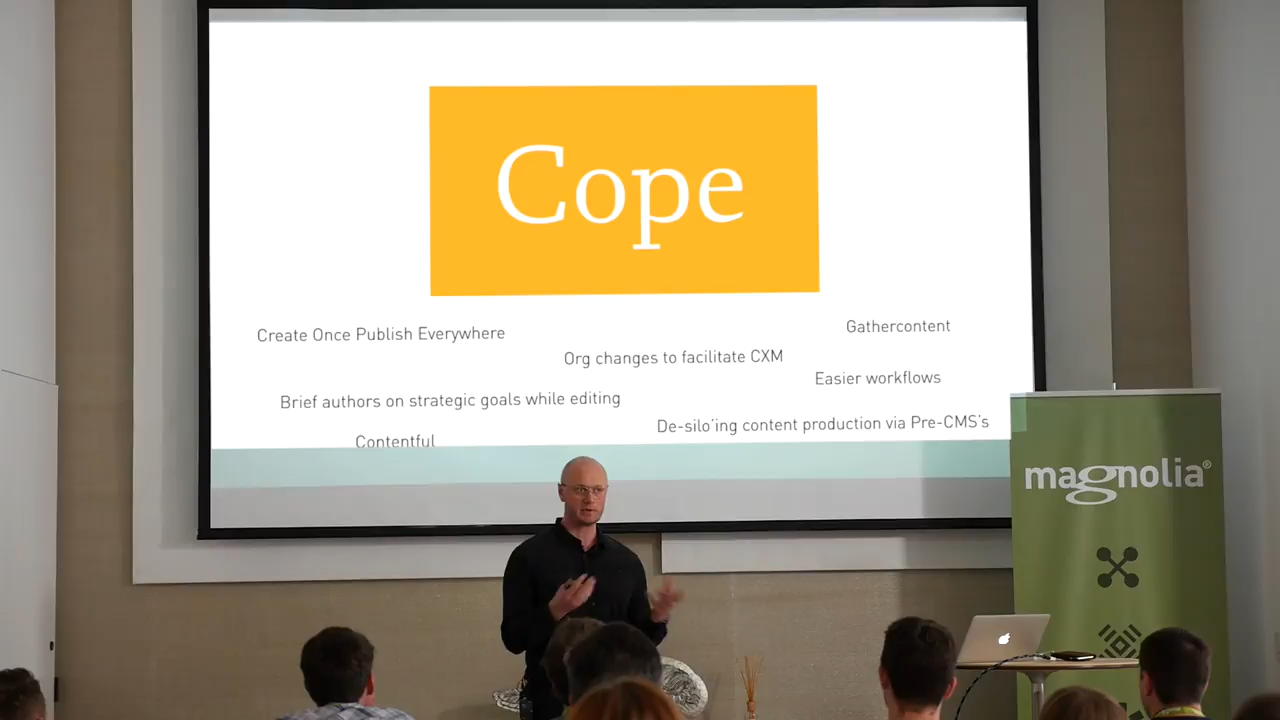 Cope
Create Once Publish Everywhere
Gathercontent
Org changes to facilitate CXM
Easier workflows
Brief authors on strategic goals while editing
De-silo'ing content production via Pre-CMS's
Contentful
magnolia®